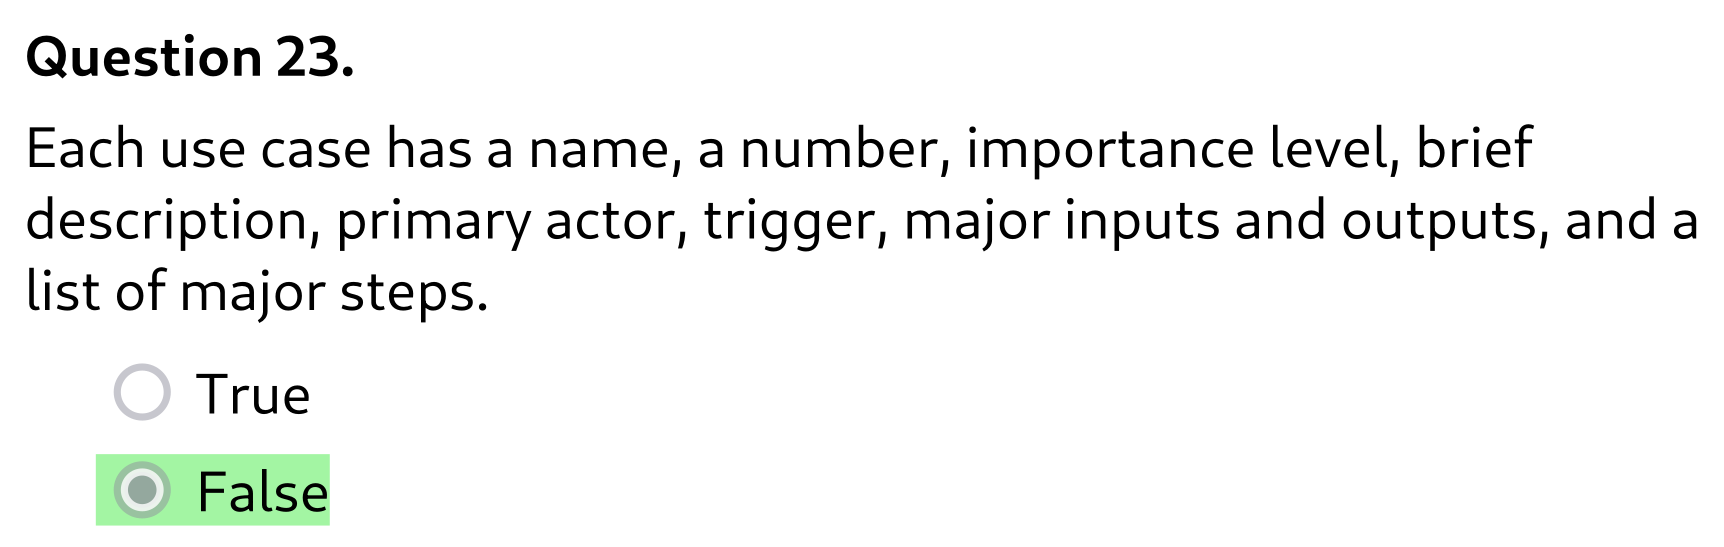 Question 23.
Each use case has a name, a number, importance level, brief
description, primary actor, trigger, major inputs and outputs, and a
list of major steps.
True
False